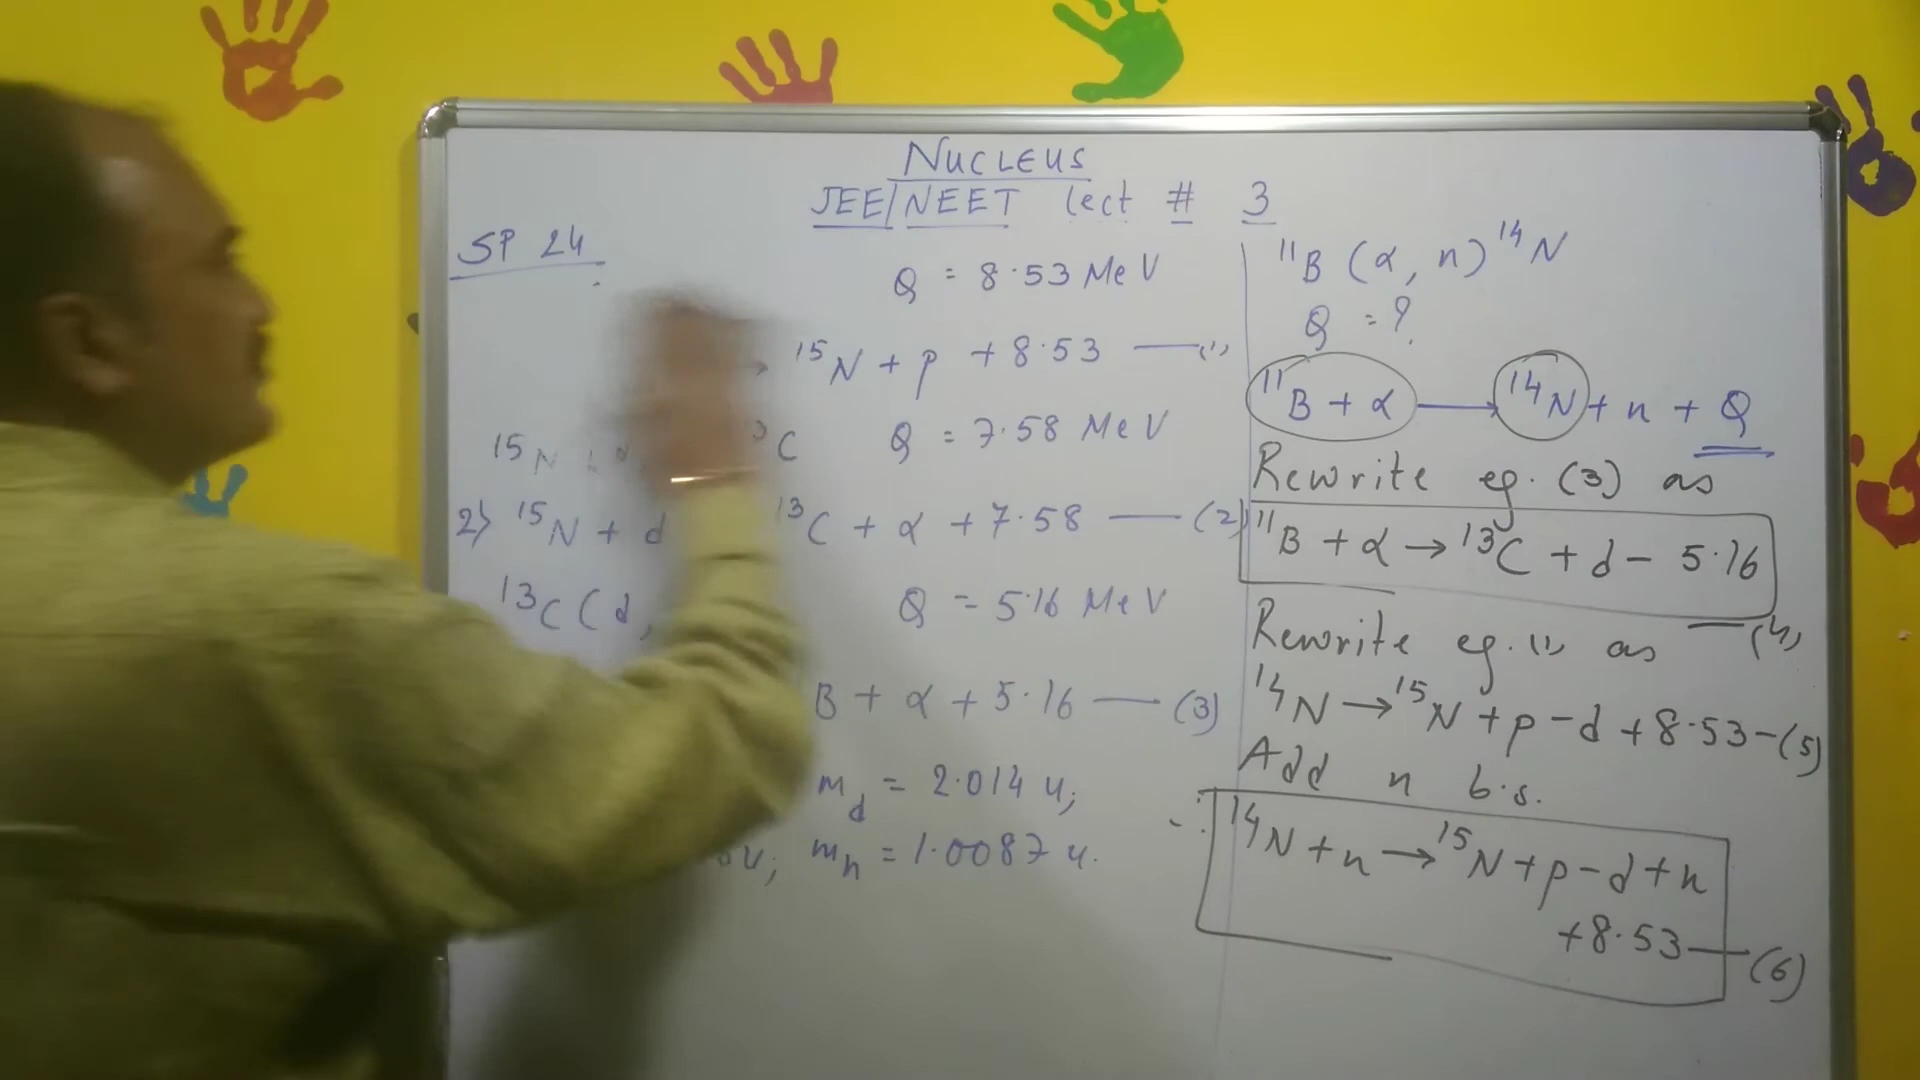 NUCLEUS
JEE/NEET lect # 3
SP 24
Q = 8.53 MeV
→ ¹⁵N + p + 8.53 — (1)
¹⁵N C Q = 7.58 MeV
2) ¹⁵N + d ¹³C + α + 7.58 — (2)
¹³C (d, Q = 5.16 MeV
B + α + 5.16 — (3)
m_d = 2.014 u;
u; m_n = 1.0087 u.
¹¹B (α, n) ¹⁴N
Q = ?
¹¹B + α → ¹⁴N + n + Q
Rewrite eq. (3) as
¹¹B + α → ¹³C + d - 5.16
— (4)
Rewrite eq. (1) as
¹⁴N → ¹⁵N + p - d + 8.53 - (5)
Add n b.s.
∴ ¹⁴N + n → ¹⁵N + p - d + n
+ 8.53 — (6)